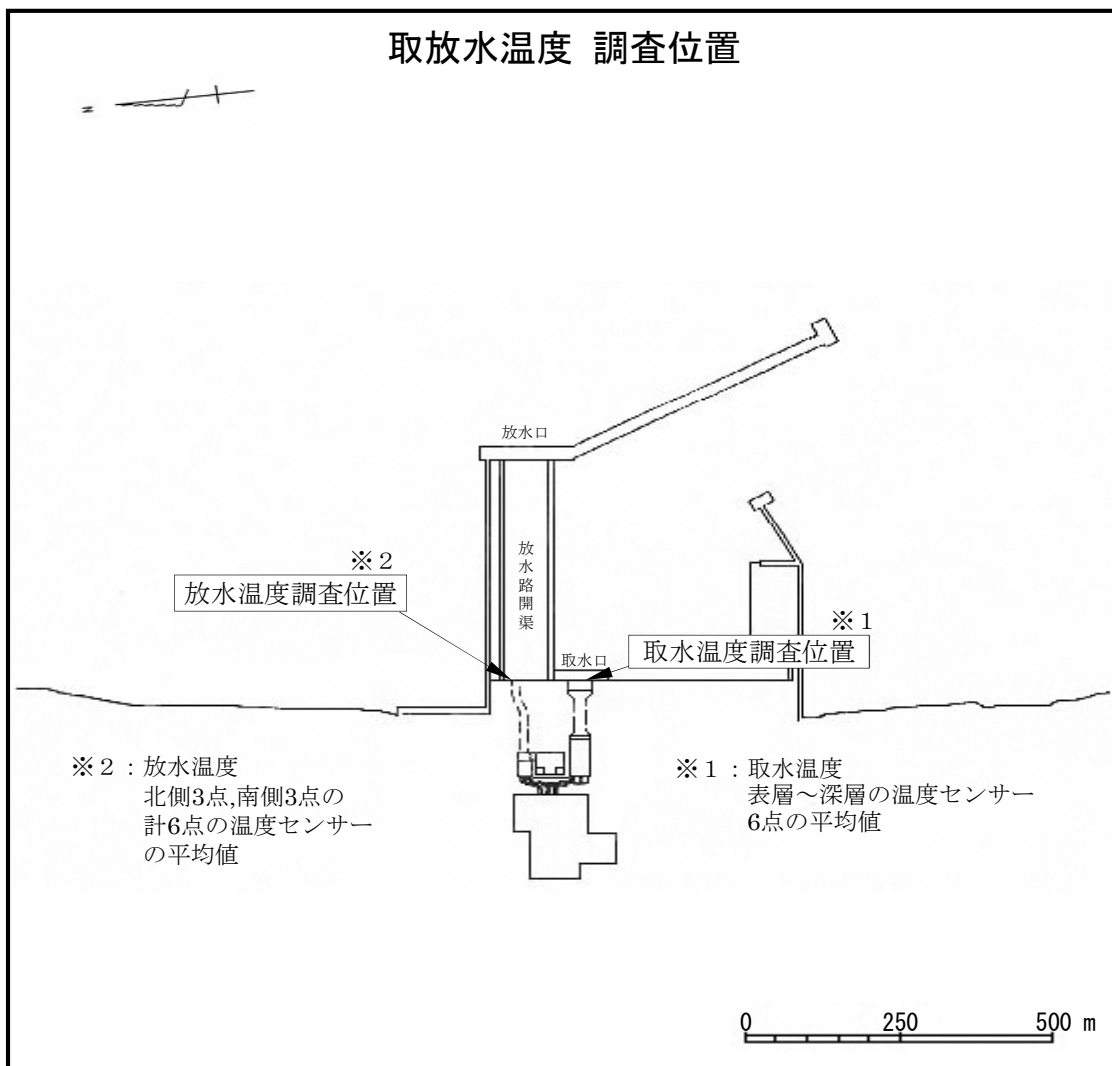 取放水温度 調査位置
N
放水口
放水路開渠
※2
放水温度調査位置
※1
取水口
取水温度調査位置
※2：放水温度
北側3点,南側3点の
計6点の温度センサー
の平均値
※1：取水温度
表層～深層の温度センサー
6点の平均値
0 250 500 m